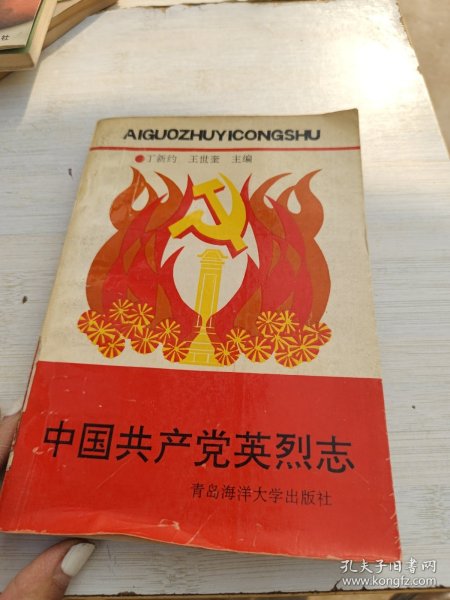 社
AIGUOZHUYICONGSHU
丁新约 王世奎 主编
中国共产党英烈志
青岛海洋大学出版社
孔夫子旧书网
www.kongfz.com